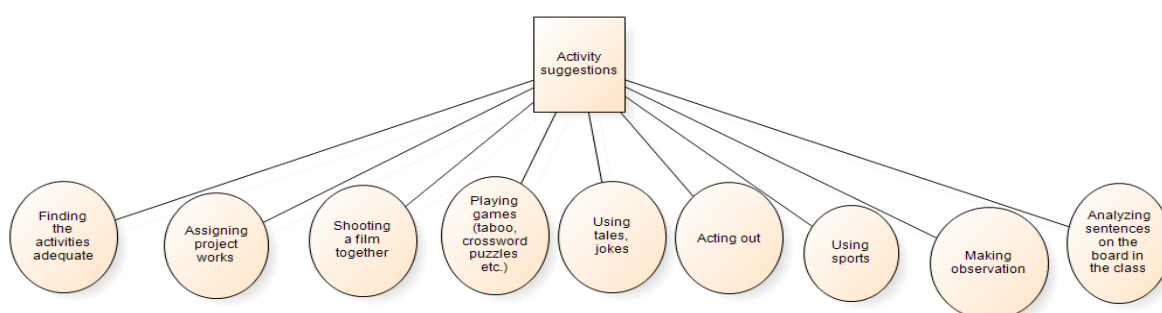 Activity
suggestions
Finding
the
activities
adequate
Assigning
project
works
Shooting
a film
together
Playing
games
(taboo,
crossword
puzzles
etc.)
Using
tales,
jokes
Acting out
Using
sports
Making
observation
Analyzing
sentences
on the
board in
the class